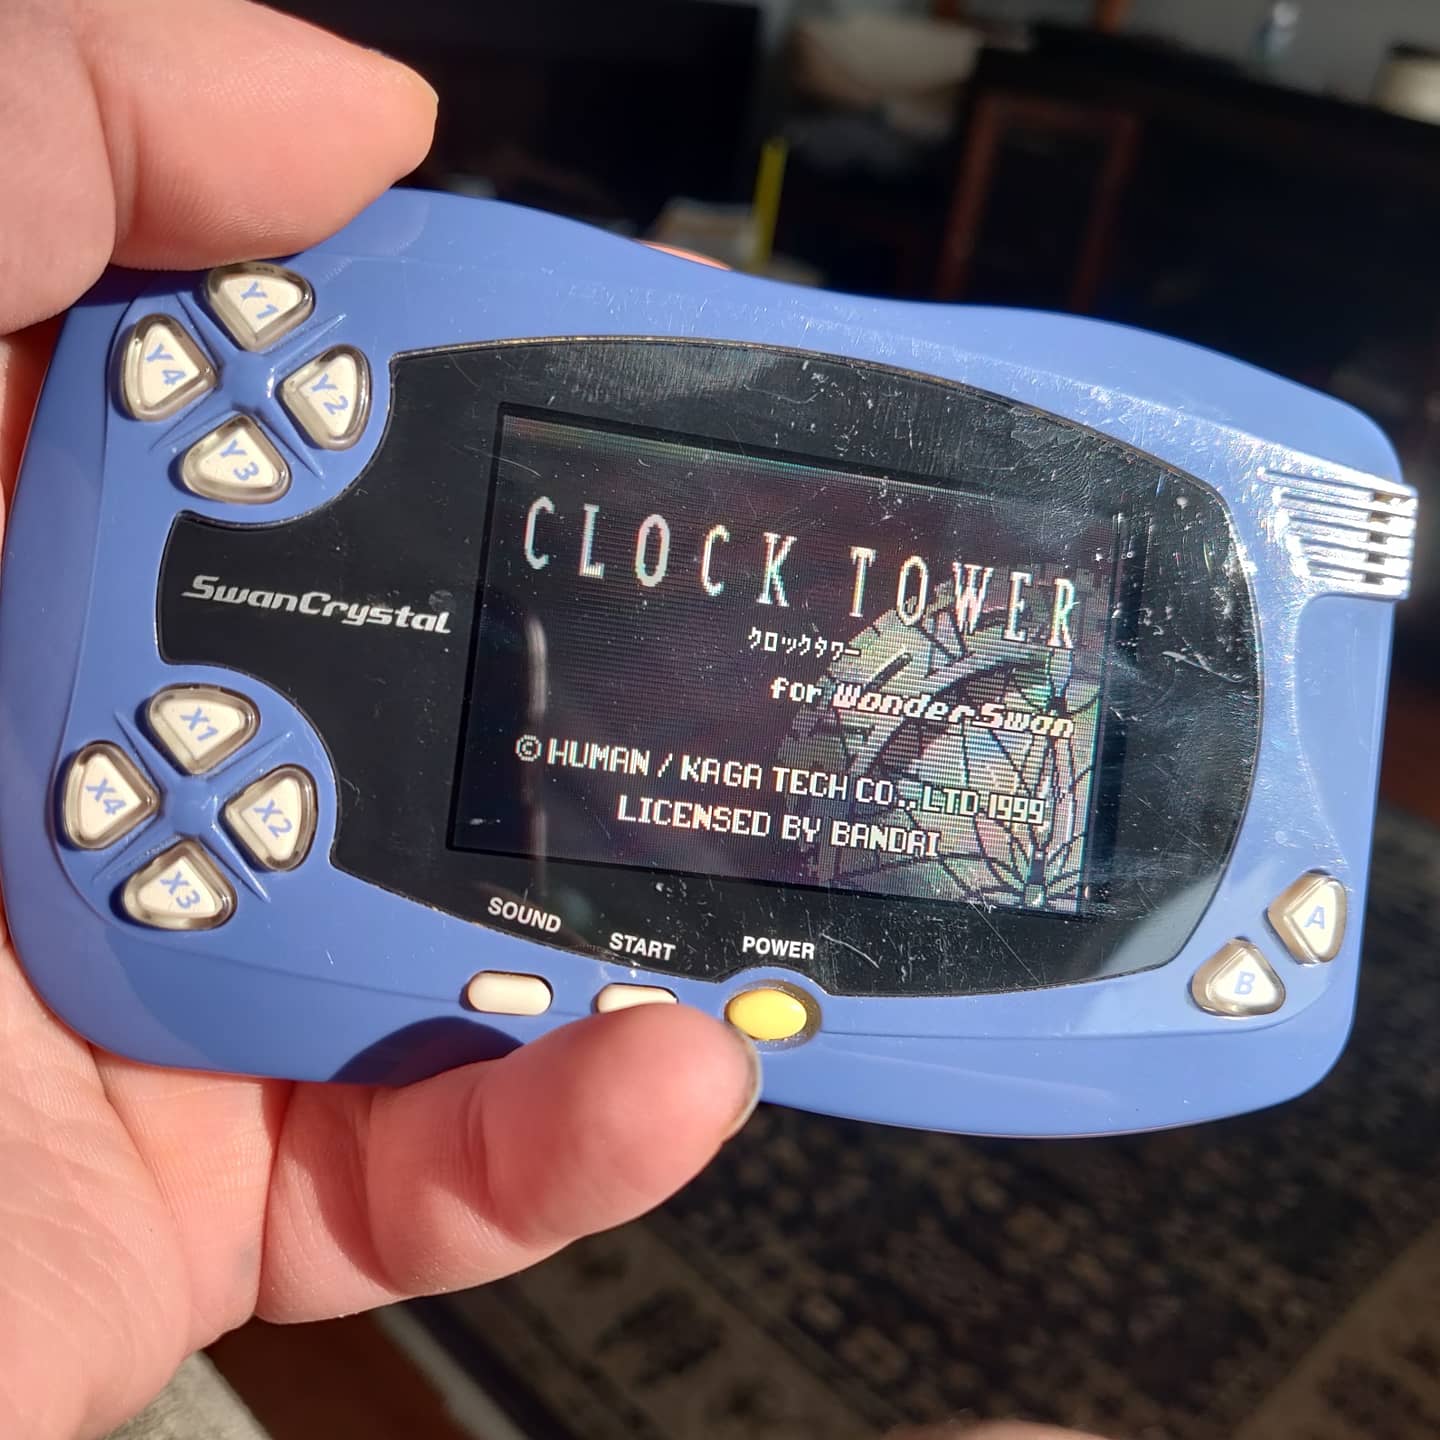 Y1
Y4
Y2
Y3
SwanCrystal
X1
X4
X2
X3
CLOCK TOWER
クロックタワー
for WonderSwan
© HUMAN / KAGA TECH CO., LTD 1999
LICENSED BY BANDAI
SOUND
START
POWER
A
B